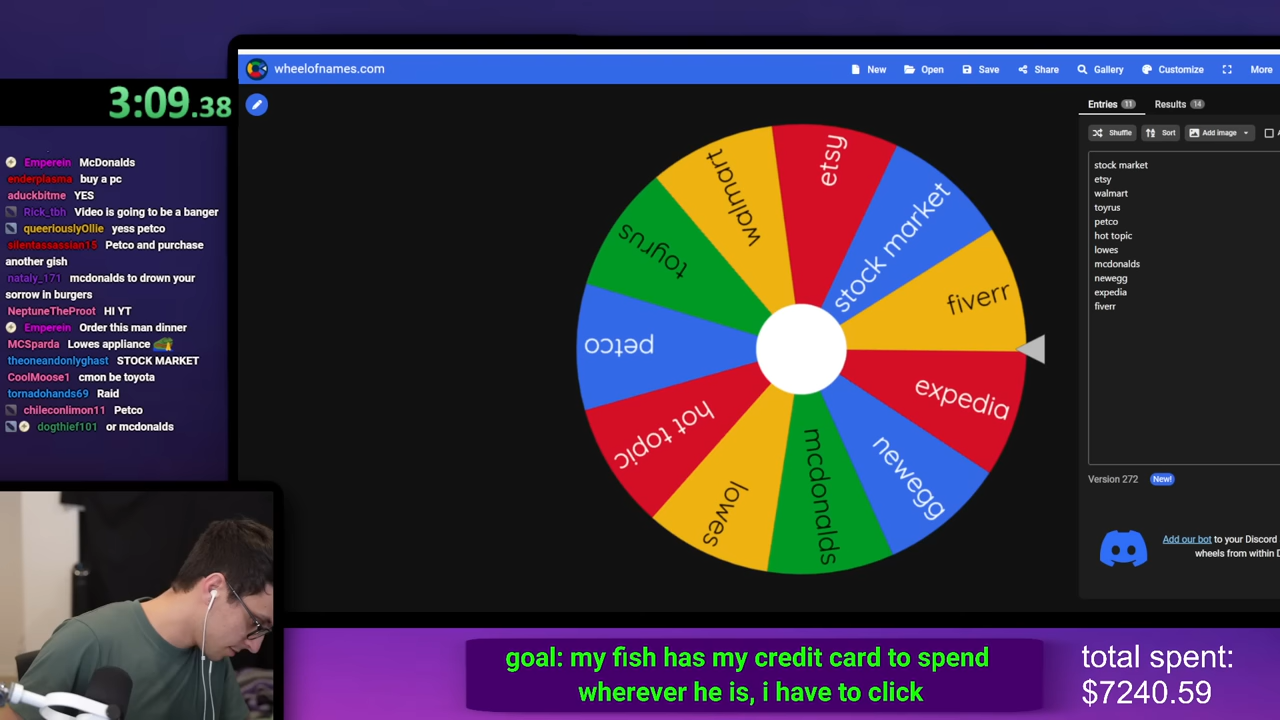 wheelofnames.com
New
Open
Save
Share
Gallery
Customize
More
3:09.38
Emperein McDonalds
enderplasma buy a pc
aduckbitme YES
Rick_tbh Video is going to be a banger
queeriouslyOllie yess petco
silentassassian15 Petco and purchase
another gish
nataly_171 mcdonalds to drown your
sorrow in burgers
NeptuneTheProot HI YT
Emperein Order this man dinner
MCSparda Lowes appliance
theoneandonlyghast STOCK MARKET
CoolMoose1 cmon be toyota
tornadohands69 Raid
chileconlimon11 Petco
dogthief101 or mcdonalds
etsy
stock market
fiverr
expedia
newegg
mcdonalds
lowes
hot topic
petco
toyrus
walmart
Entries 11
Results 14
Shuffle
Sort
Add image
stock market
etsy
walmart
toyrus
petco
hot topic
lowes
mcdonalds
newegg
expedia
fiverr
Version 272 New!
Add our bot to your Discord
wheels from within D
goal: my fish has my credit card to spend
wherever he is, i have to click
total spent:
$7240.59